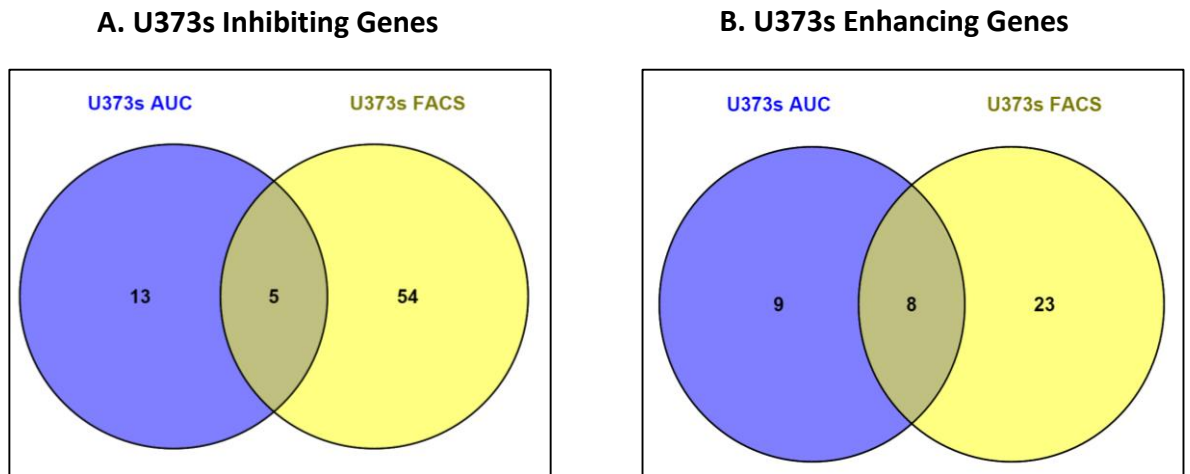 A. U373s Inhibiting Genes
B. U373s Enhancing Genes
U373s AUC
U373s FACS
13
5
54
U373s AUC
U373s FACS
9
8
23